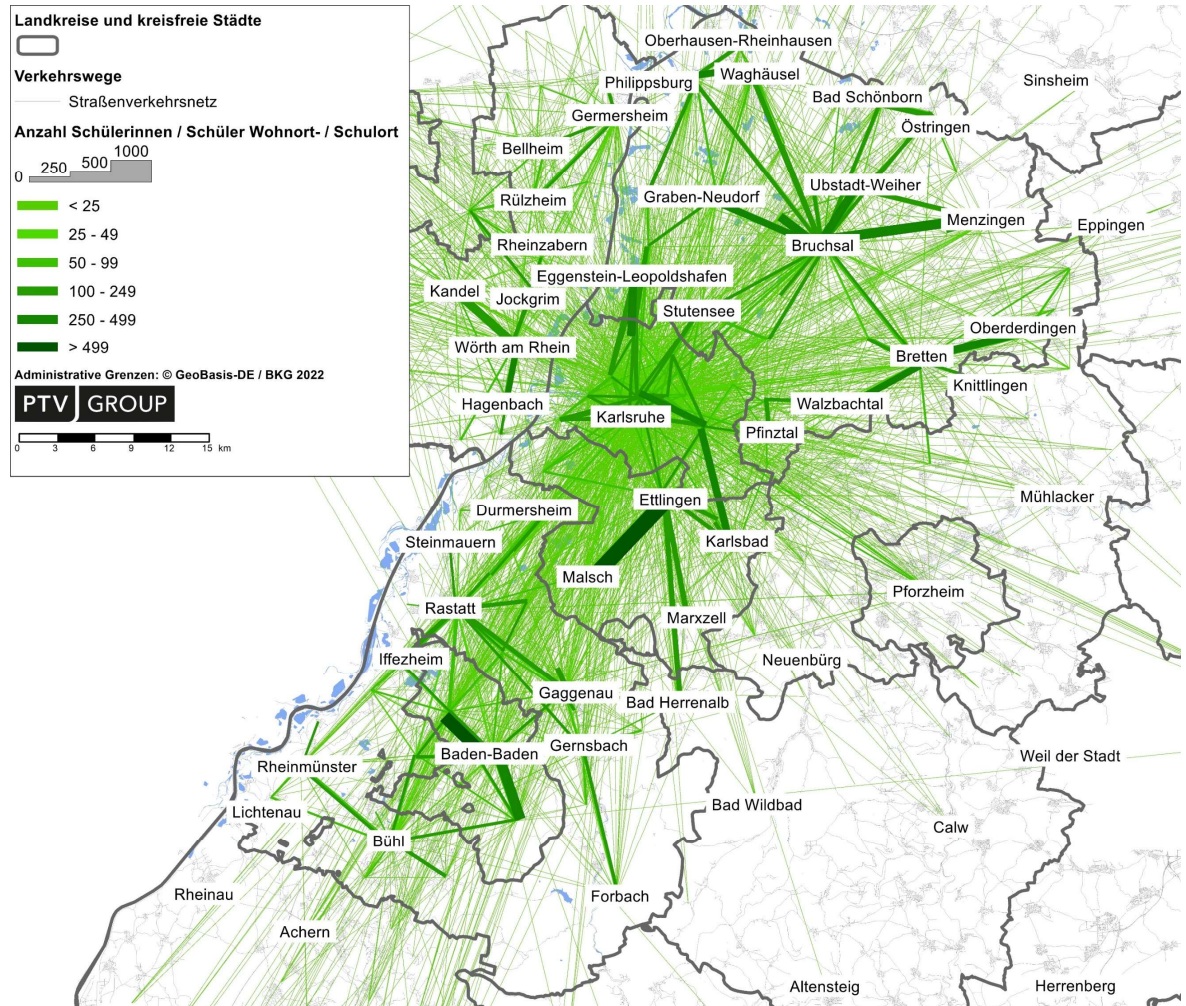 Landkreise und kreisfreie Städte
Verkehrswege
Straßenverkehrsnetz
Anzahl Schülerinnen / Schüler Wohnort- / Schulort
0 250 500 1000
< 25
25 - 49
50 - 99
100 - 249
250 - 499
> 499
Administrative Grenzen: © GeoBasis-DE / BKG 2022
PTV GROUP
0 3 6 9 12 15 km
Oberhausen-Rheinhausen
Philippsburg
Waghäusel
Sinsheim
Bad Schönborn
Germersheim
Östringen
Bellheim
Ubstadt-Weiher
Rülzheim
Graben-Neudorf
Menzingen
Eppingen
Rheinzabern
Bruchsal
Eggenstein-Leopoldshafen
Kandel
Jockgrim
Stutensee
Oberderdingen
Wörth am Rhein
Bretten
Knittlingen
Hagenbach
Karlsruhe
Walzbachtal
Pfinztal
Ettlingen
Mühlacker
Durmersheim
Steinmauern
Karlsbad
Malsch
Pforzheim
Rastatt
Marxzell
Iffezheim
Neuenbürg
Gaggenau
Bad Herrenalb
Gernsbach
Baden-Baden
Weil der Stadt
Rheinmünster
Lichtenau
Bad Wildbad
Calw
Bühl
Rheinau
Forbach
Achern
Altensteig
Herrenberg